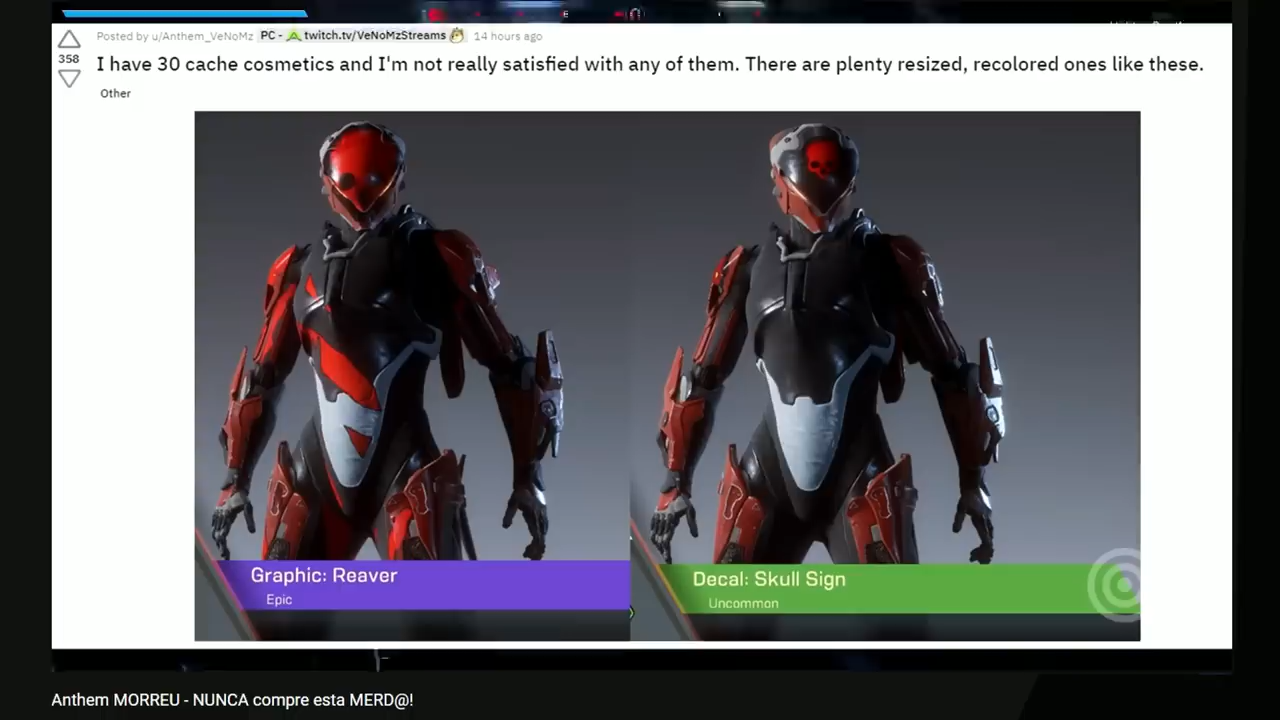 Posted by u/Anthem_VeNoMz PC - twitch.tv/VeNoMzStreams 14 hours ago
358
I have 30 cache cosmetics and I'm not really satisfied with any of them. There are plenty resized, recolored ones like these.
Other
Graphic: Reaver
Epic
Decal: Skull Sign
Uncommon
Anthem MORREU - NUNCA compre esta MERD@!